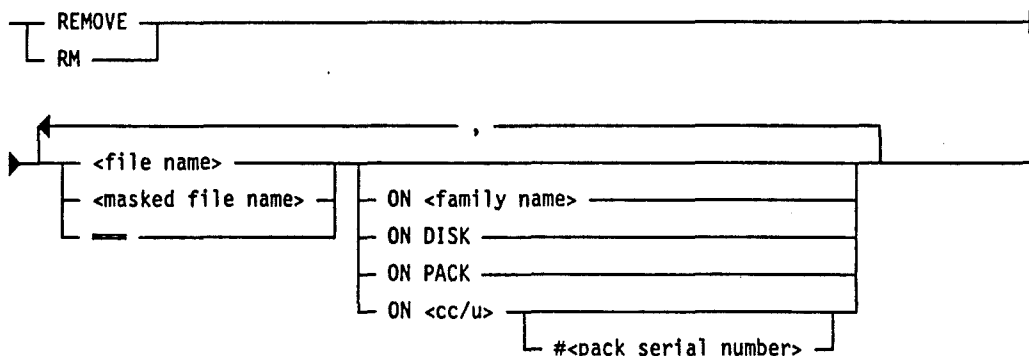 REMOVE
RM
,
<file name>
<masked file name>
=
ON <family name>
ON DISK
ON PACK
ON <cc/u>
#<pack serial number>